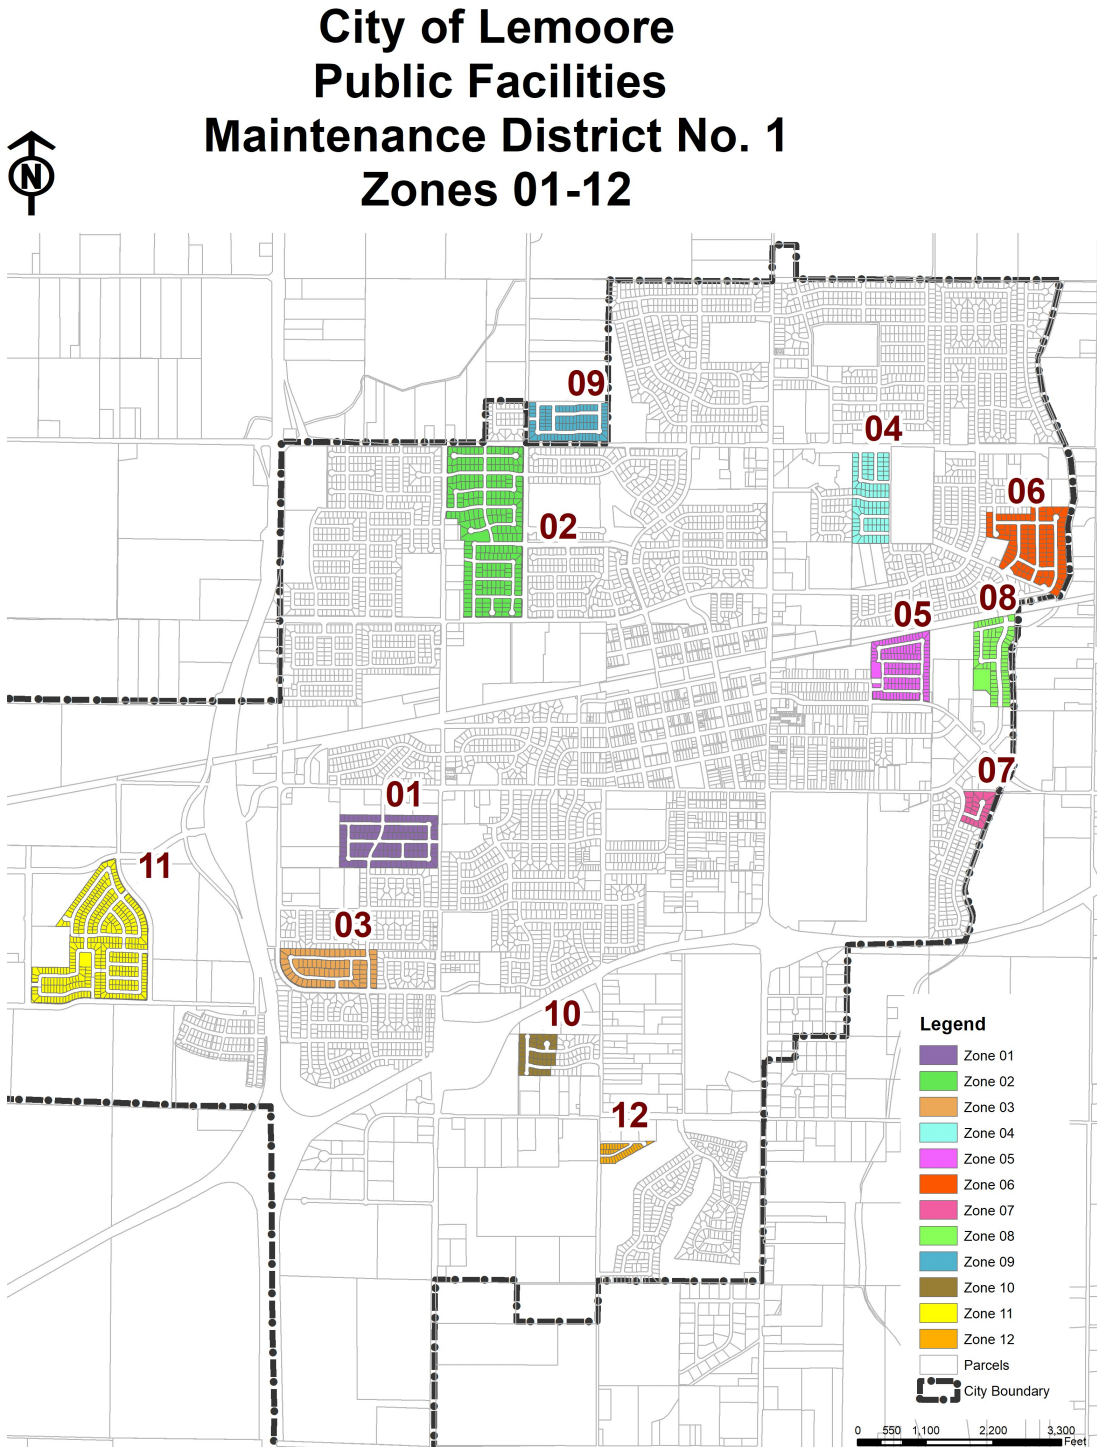 City of Lemoore
Public Facilities
Maintenance District No. 1
Zones 01-12
N
09
04
06
02
08
05
07
01
11
03
10
12
Legend
Zone 01
Zone 02
Zone 03
Zone 04
Zone 05
Zone 06
Zone 07
Zone 08
Zone 09
Zone 10
Zone 11
Zone 12
Parcels
City Boundary
0 550 1,100 2,200 3,300
Feet